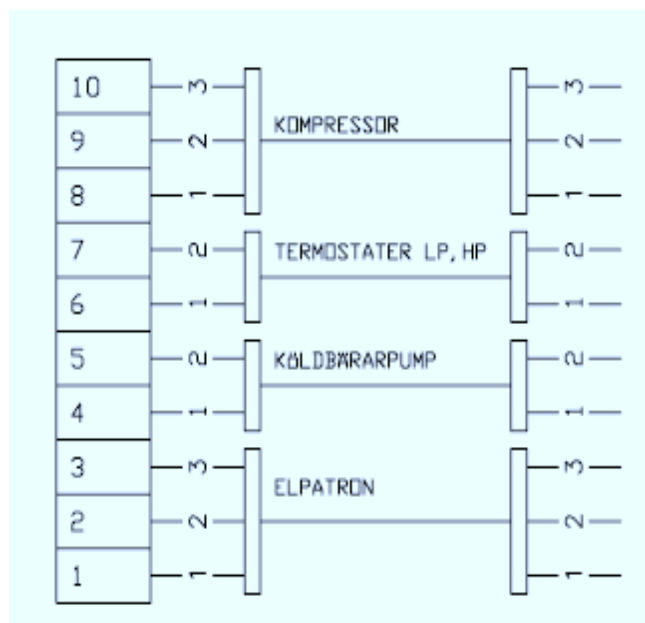 10 3 KOMPRESSOR 3
9 2 2
8 1 1
7 2 TERMOSTATER LP, HP 2
6 1 1
5 2 KÖLDBÄRARPUMP 2
4 1 1
3 3 ELPATRON 3
2 2 2
1 1 1